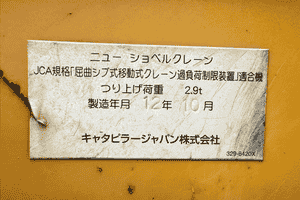 ニュー ショベルクレーン
JCA規格「屈曲ジブ式移動式クレーン過負荷制限装置」適合機
つり上げ荷重 2.9t
製造年月 12年 10月
キャタピラージャパン株式会社
329-8420X